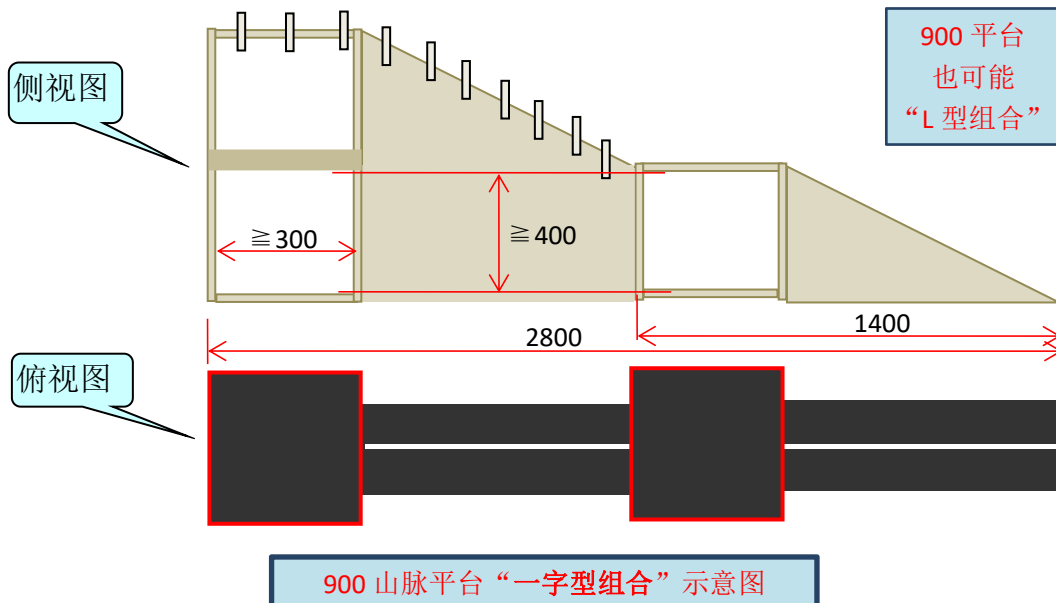 900 平台
也可能
“L 型组合”
侧视图
≧300
≧400
1400
2800
俯视图
900 山脉平台“一字型组合”示意图